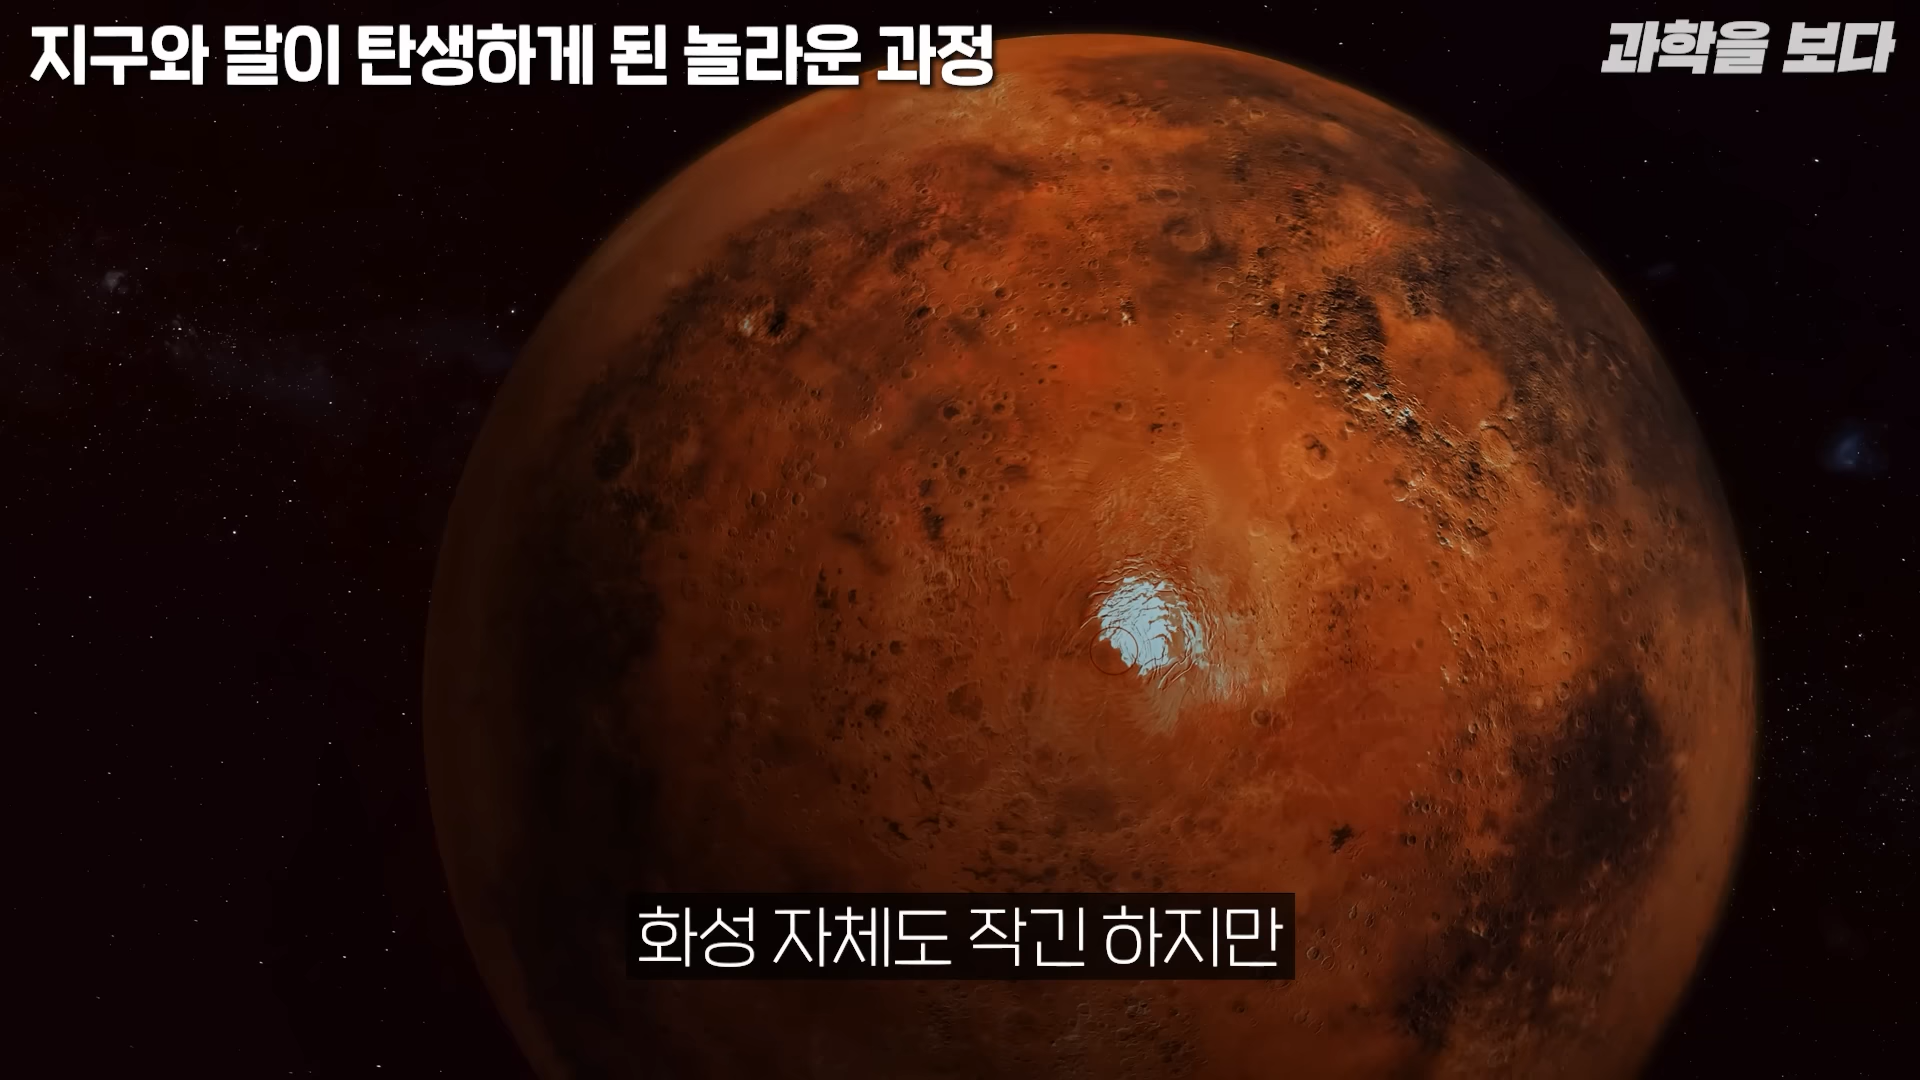 지구와 달이 탄생하게 된 놀라운 과정
과학을 보다
화성 자체도 작긴 하지만